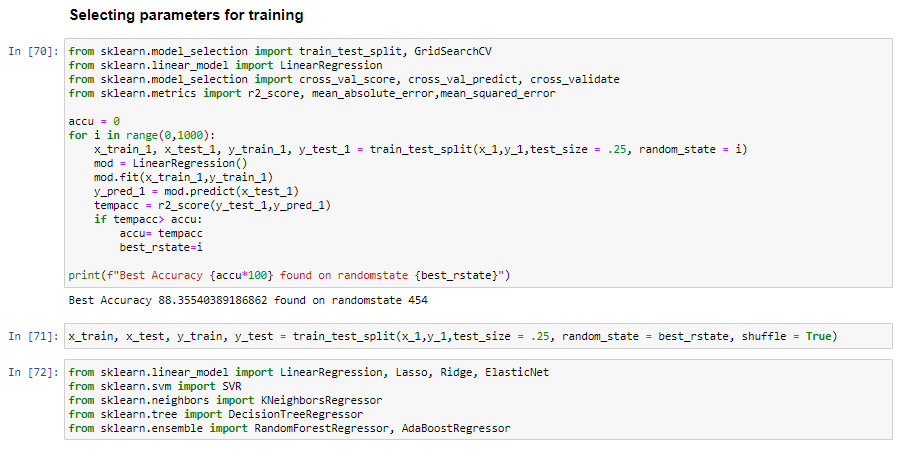 Selecting parameters for training
In [70]: from sklearn.model_selection import train_test_split, GridSearchCV
from sklearn.linear_model import LinearRegression
from sklearn.model_selection import cross_val_score, cross_val_predict, cross_validate
from sklearn.metrics import r2_score, mean_absolute_error,mean_squared_error
accu = 0
for i in range(0,1000):
    x_train_1, x_test_1, y_train_1, y_test_1 = train_test_split(x_1,y_1,test_size = .25, random_state = i)
    mod = LinearRegression()
    mod.fit(x_train_1,y_train_1)
    y_pred_1 = mod.predict(x_test_1)
    tempacc = r2_score(y_test_1,y_pred_1)
    if tempacc> accu:
        accu= tempacc
        best_rstate=i
print(f"Best Accuracy {accu*100} found on randomstate {best_rstate}")
Best Accuracy 88.35540389186862 found on randomstate 454
In [71]: x_train, x_test, y_train, y_test = train_test_split(x_1,y_1,test_size = .25, random_state = best_rstate, shuffle = True)
In [72]: from sklearn.linear_model import LinearRegression, Lasso, Ridge, ElasticNet
from sklearn.svm import SVR
from sklearn.neighbors import KNeighborsRegressor
from sklearn.tree import DecisionTreeRegressor
from sklearn.ensemble import RandomForestRegressor, AdaBoostRegressor